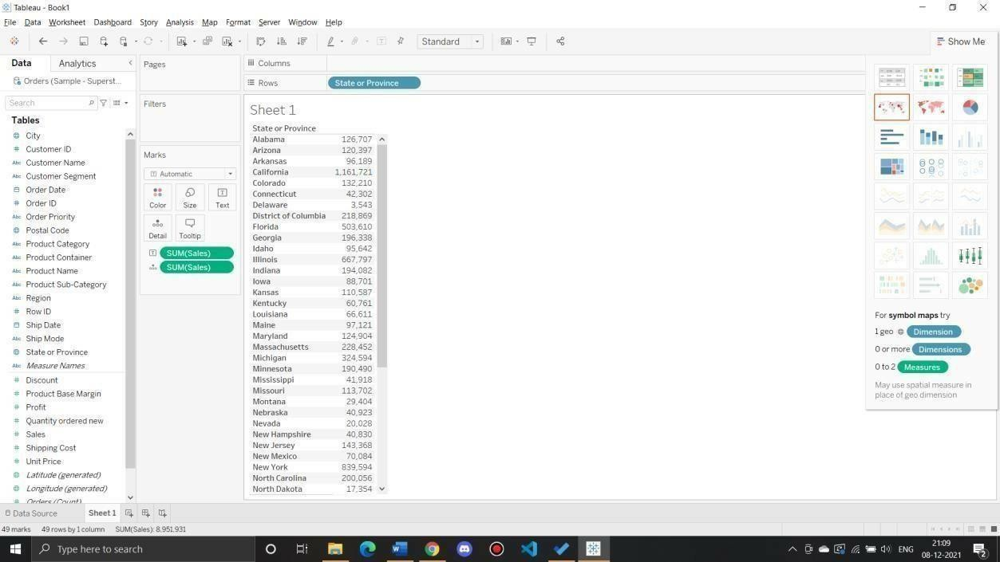 Tableau - Book1
File Data Worksheet Dashboard Story Analysis Map Format Server Window Help
Standard
Show Me
Data Analytics
Orders (Sample - Superst...
Search
Tables
City
Customer ID
Abc Customer Name
Abc Customer Segment
Order Date
Order ID
Abc Order Priority
Postal Code
Abc Product Category
Abc Product Container
Abc Product Name
Abc Product Sub-Category
Abc Region
Row ID
Ship Date
Abc Ship Mode
State or Province
Abc Measure Names
Discount
Product Base Margin
Profit
Quantity ordered new
Sales
Shipping Cost
Unit Price
Latitude (generated)
Longitude (generated)
Orders (Count)
Pages
Filters
Marks
Automatic
Color Size Text
Detail Tooltip
SUM(Sales)
SUM(Sales)
Columns
Rows State or Province
Sheet 1
State or Province
Alabama 126,707
Arizona 120,397
Arkansas 96,189
California 1,161,721
Colorado 132,210
Connecticut 42,302
Delaware 3,543
District of Columbia 218,869
Florida 503,610
Georgia 196,338
Idaho 95,642
Illinois 667,797
Indiana 194,082
Iowa 88,701
Kansas 110,587
Kentucky 60,761
Louisiana 66,611
Maine 97,121
Maryland 124,904
Massachusetts 228,452
Michigan 324,594
Minnesota 190,490
Mississippi 41,918
Missouri 113,702
Montana 29,404
Nebraska 40,923
Nevada 20,028
New Hampshire 40,830
New Jersey 143,368
New Mexico 70,084
New York 839,594
North Carolina 200,056
North Dakota 17,354
For symbol maps try
1 geo Dimension
0 or more Dimensions
0 to 2 Measures
May use spatial measure in
place of geo dimension
Data Source Sheet 1
49 marks 49 rows by 1 column SUM(Sales): 8,951,931
Type here to search
ENG
21:09
08-12-2021
2